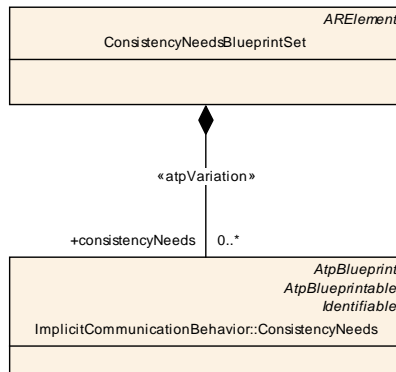 ARElement
ConsistencyNeedsBlueprintSet
«atpVariation»
+consistencyNeeds 0..*
AtpBlueprint
AtpBlueprintable
Identifiable
ImplicitCommunicationBehavior::ConsistencyNeeds